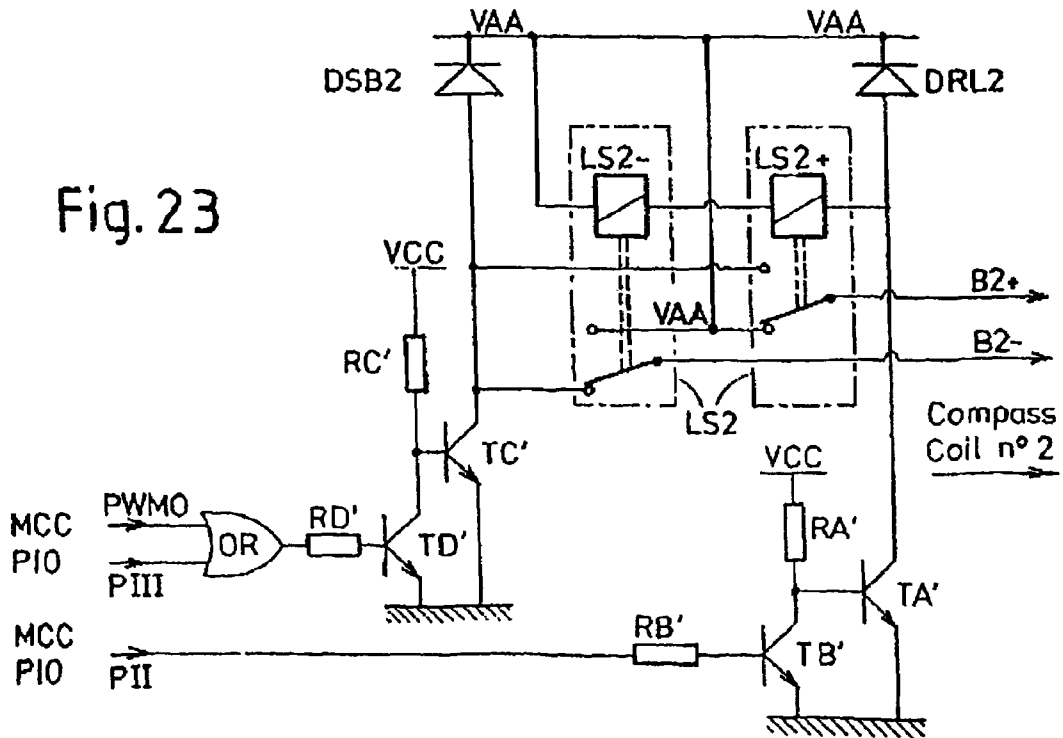 VAA
VAA
DSB2
DRL2
LS2-
LS2+
Fig. 23
VCC
B2+
VAA
B2-
RC'
LS2
Compass
Coil n° 2
VCC
TC'
PWMO
RD'
RA'
MCC
OR
TD'
PIO
PIII
TA'
RB'
MCC
TB'
PIO
PII